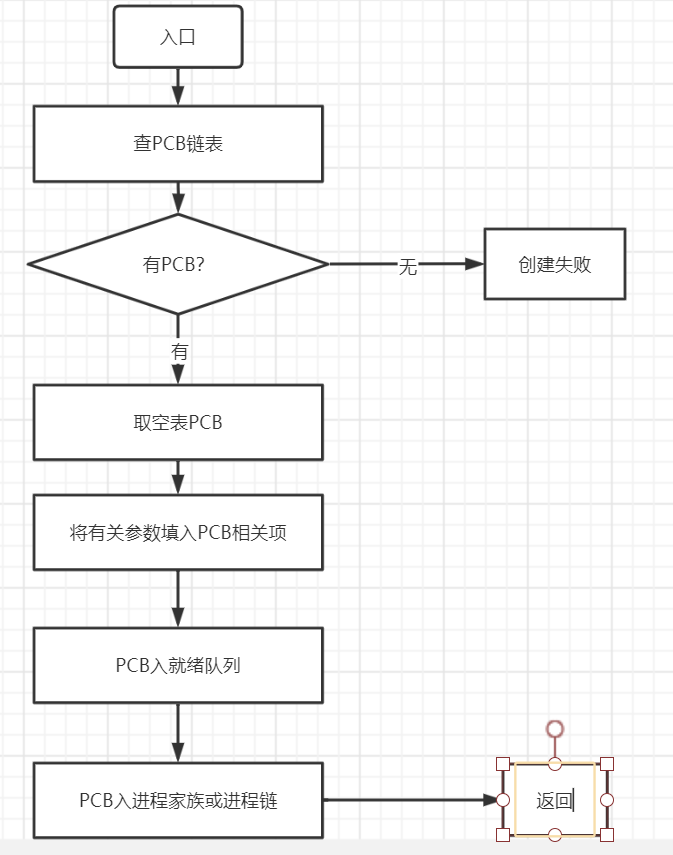 入口
查PCB链表
有PCB?
无
创建失败
有
取空表PCB
将有关参数填入PCB相关项
PCB入就绪队列
PCB入进程家族或进程链
返回